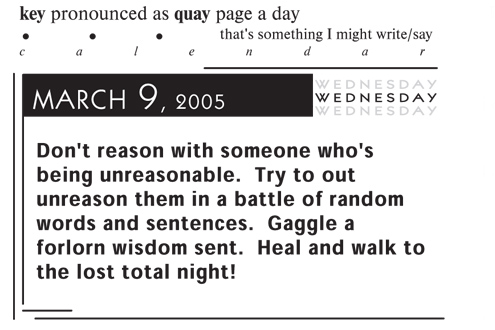 key pronounced as quay page a day
that's something I might write/say
c a l e n d a r
WEDNESDAY
MARCH 9, 2005 WEDNESDAY
WEDNESDAY
Don't reason with someone who's
being unreasonable. Try to out
unreason them in a battle of random
words and sentences. Gaggle a
forlorn wisdom sent. Heal and walk to
the lost total night!